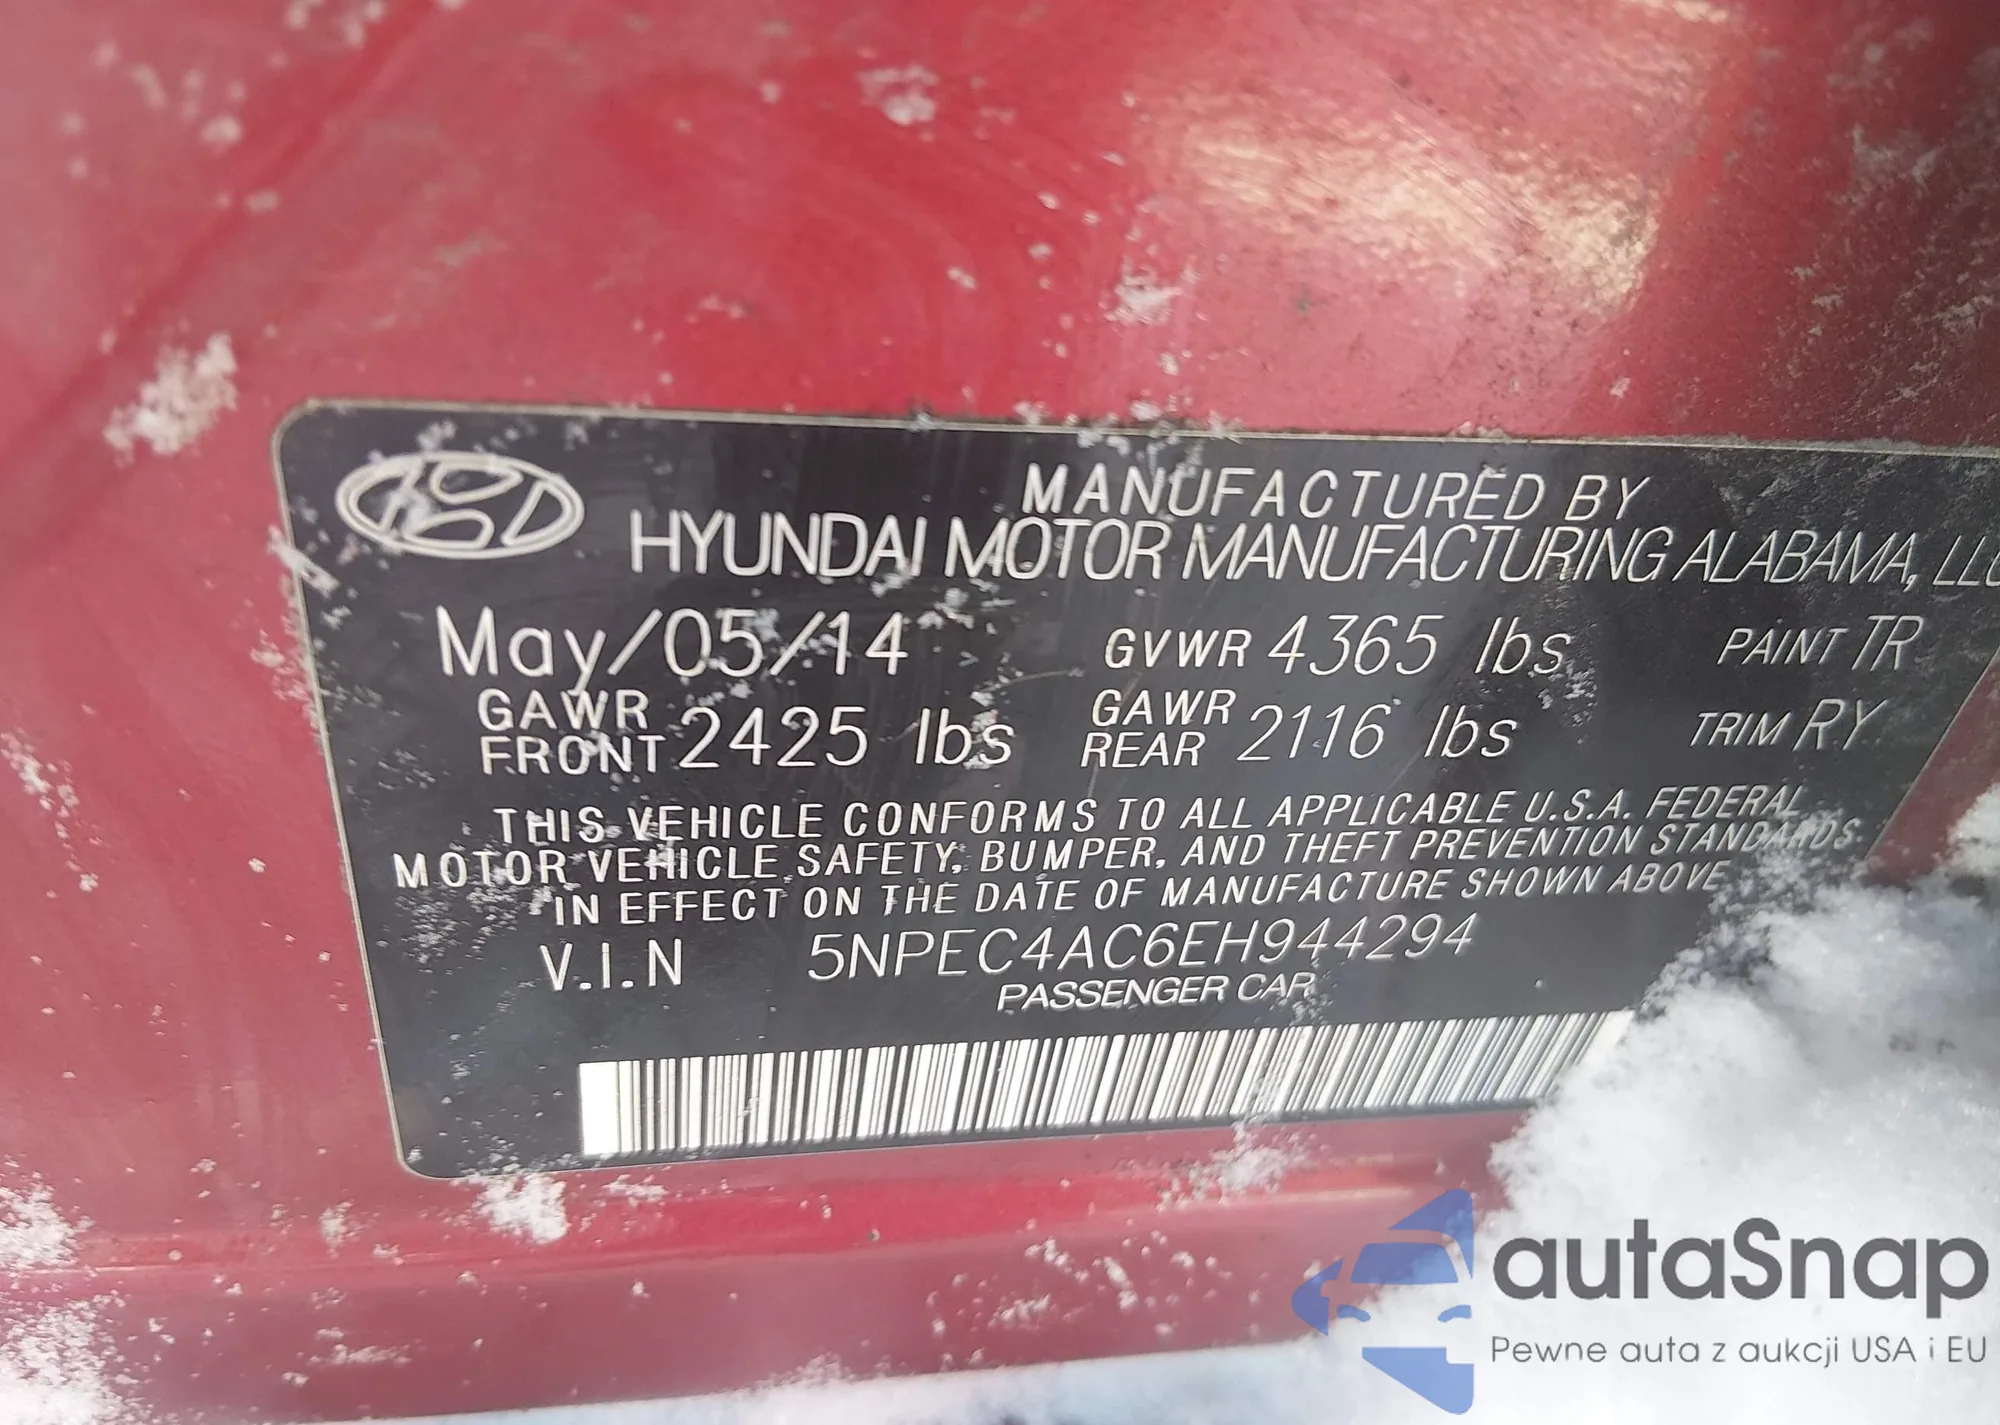 MANUFACTURED BY
HYUNDAI MOTOR MANUFACTURING ALABAMA, LLC
May/05/14 GVWR 4365 lbs PAINT TR
GAWR FRONT 2425 lbs GAWR REAR 2116 lbs TRIM RY
THIS VEHICLE CONFORMS TO ALL APPLICABLE U.S.A. FEDERAL
MOTOR VEHICLE SAFETY, BUMPER, AND THEFT PREVENTION STANDARDS
IN EFFECT ON THE DATE OF MANUFACTURE SHOWN ABOVE
V.I.N 5NPEC4AC6EH944294
PASSENGER CAR
autaSnap
Pewne auta z aukcji USA i EU